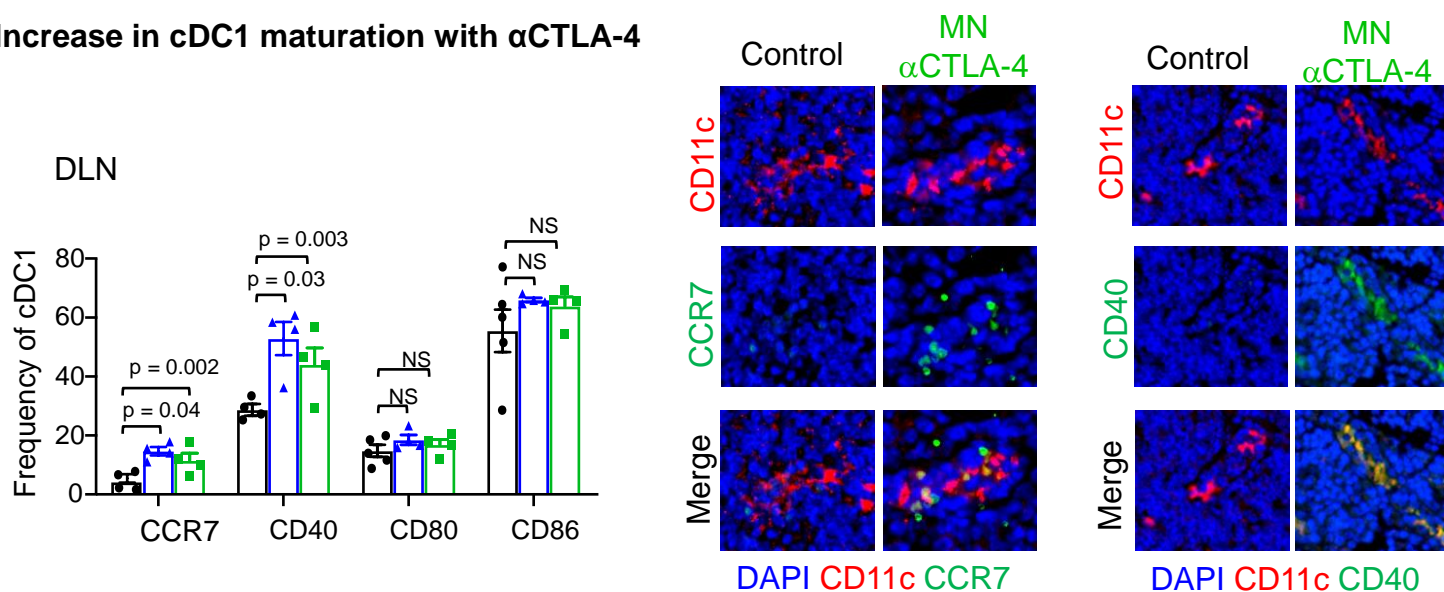 Increase in cDC1 maturation with αCTLA-4
DLN
Frequency of cDC1
80
60
40
20
0
p = 0.002
p = 0.04
p = 0.003
p = 0.03
NS
NS
NS
NS
CCR7
CD40
CD80
CD86
Control
MN
αCTLA-4
CD11c
CCR7
Merge
DAPI CD11c CCR7
Control
MN
αCTLA-4
CD11c
CD40
Merge
DAPI CD11c CD40